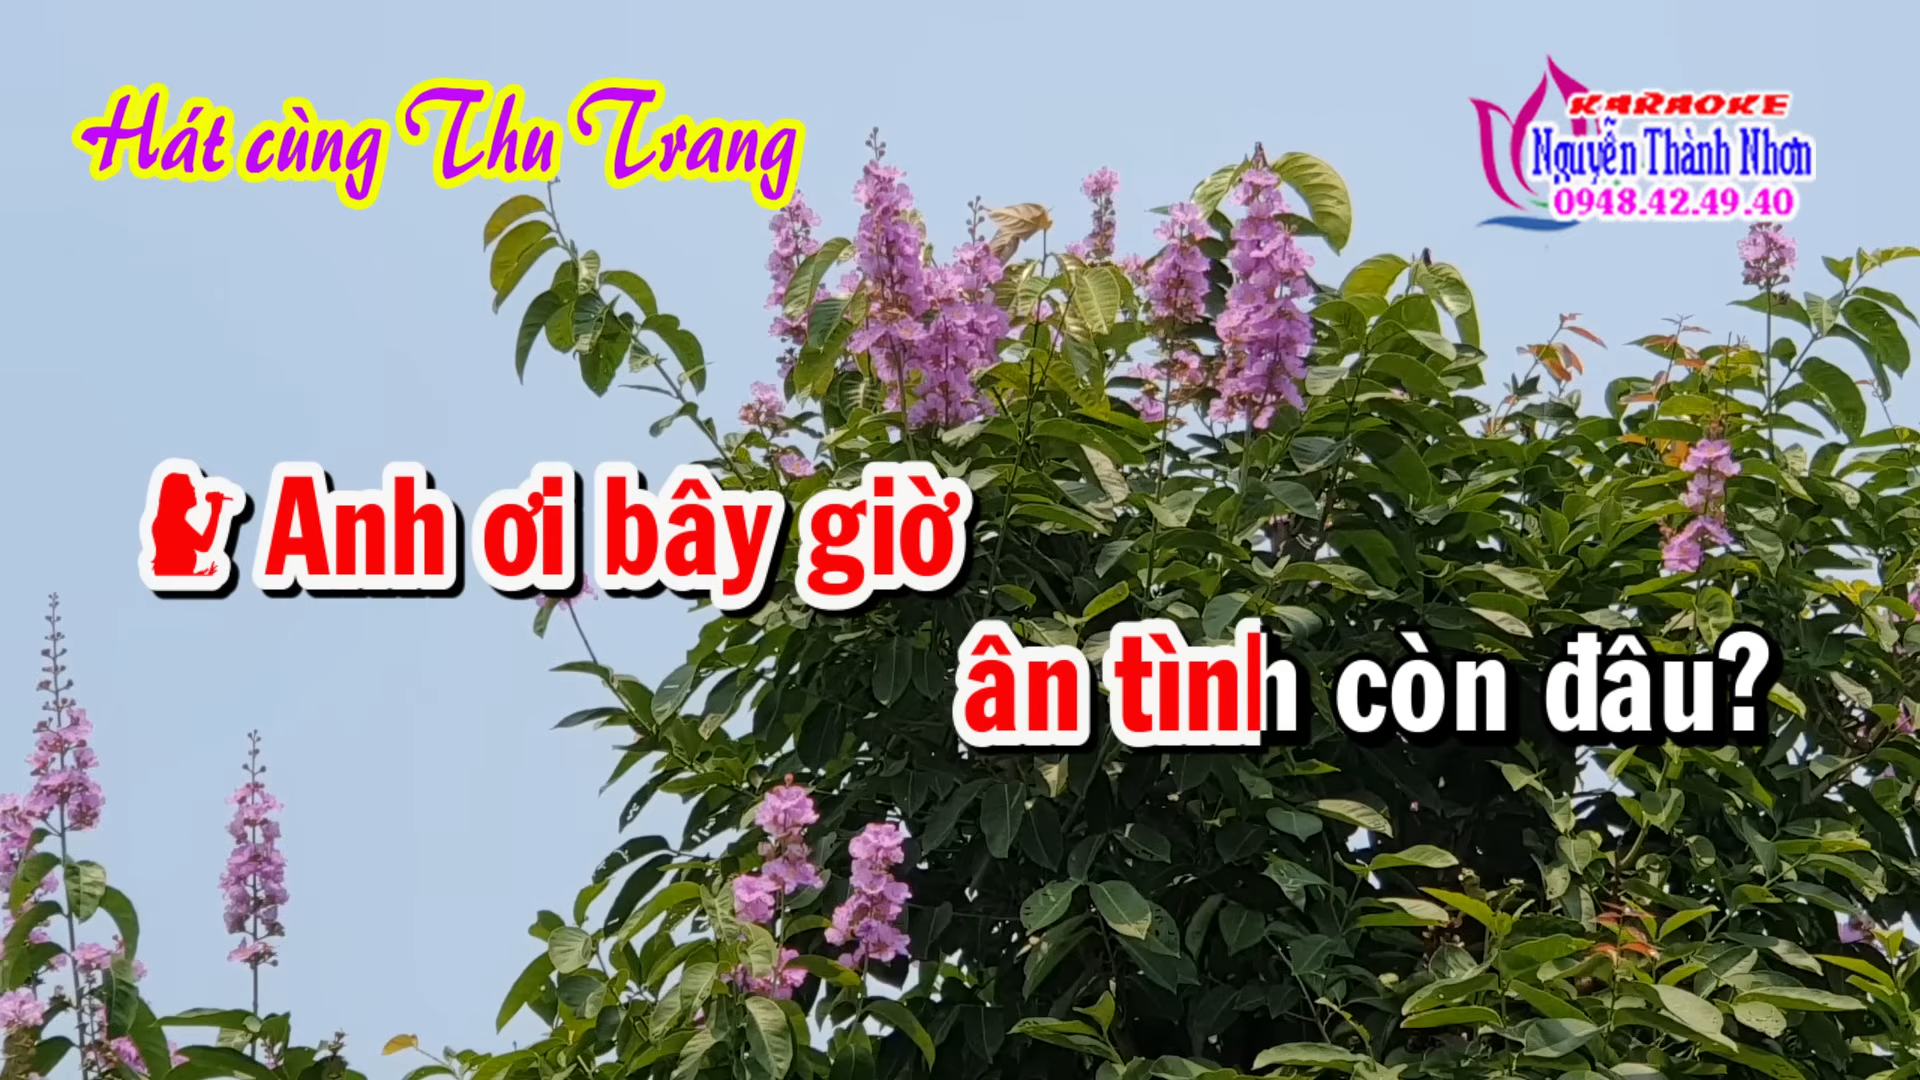 Hát cùng Thu Trang
KARAOKE
Nguyễn Thành Nhơn
0948.42.49.40
Anh ơi bây giờ
ân tình còn đâu?